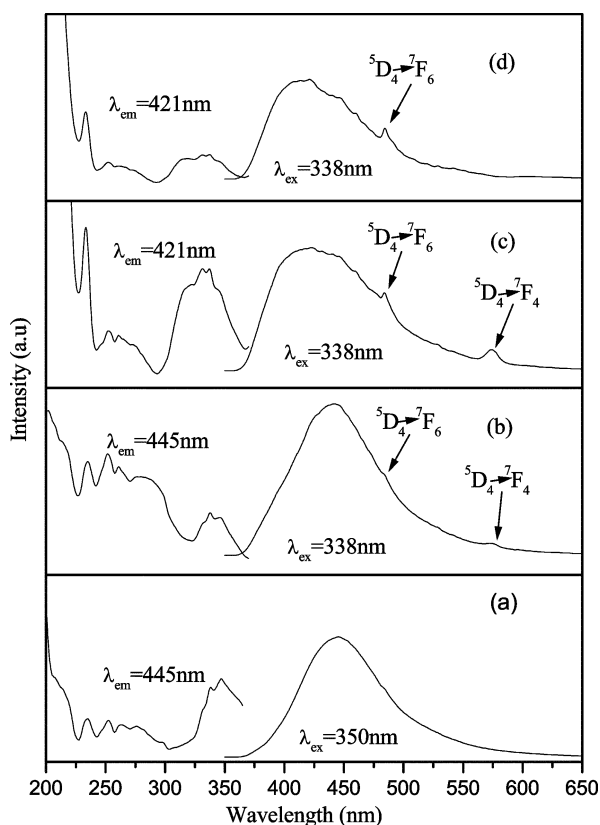 ⁵D₄→⁷F₆
(d)
λem=421nm
λex=338nm
⁵D₄→⁷F₆
(c)
λem=421nm
⁵D₄→⁷F₄
λex=338nm
⁵D₄→⁷F₆
(b)
λem=445nm
⁵D₄→⁷F₄
λex=338nm
(a)
λem=445nm
λex=350nm
Intensity (a.u)
200 250 300 350 400 450 500 550 600 650
Wavelength (nm)